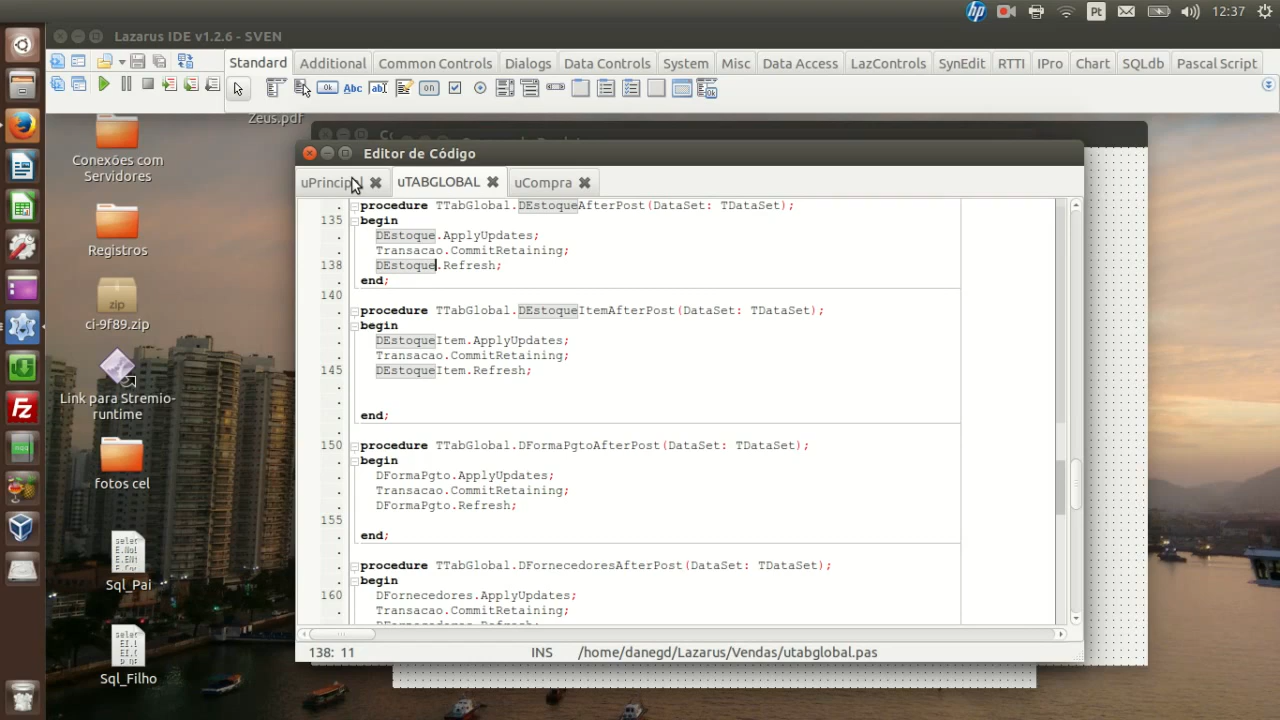 Pt
12:37
Lazarus IDE v1.2.6 - SVEN
Standard Additional Common Controls Dialogs Data Controls System Misc Data Access LazControls SynEdit RTTI IPro Chart SQLdb Pascal Script
Ok Abc abI on
Zeus.pdf
Conexões com
Servidores
Registros
zip
ci-9f89.zip
Link para Stremio-
runtime
fotos cel
Sql_Pai
Sql_Filho
Editor de Código
uTABGLOBAL uCompra
procedure TTabGlobal.DEstoqueAfterPost(DataSet: TDataSet);
135 begin
. DEstoque.ApplyUpdates;
. Transacao.CommitRetaining;
138 DEstoque.Refresh;
. end;
140
. procedure TTabGlobal.DEstoqueItemAfterPost(DataSet: TDataSet);
. begin
. DEstoqueItem.ApplyUpdates;
. Transacao.CommitRetaining;
145 DEstoqueItem.Refresh;
.
.
. end;
.
150 procedure TTabGlobal.DFormaPgtoAfterPost(DataSet: TDataSet);
. begin
. DFormaPgto.ApplyUpdates;
. Transacao.CommitRetaining;
. DFormaPgto.Refresh;
155
. end;
.
. procedure TTabGlobal.DFornecedoresAfterPost(DataSet: TDataSet);
. begin
160 DFornecedores.ApplyUpdates;
. Transacao.CommitRetaining;
138: 11 INS /home/danegd/Lazarus/Vendas/utabglobal.pas